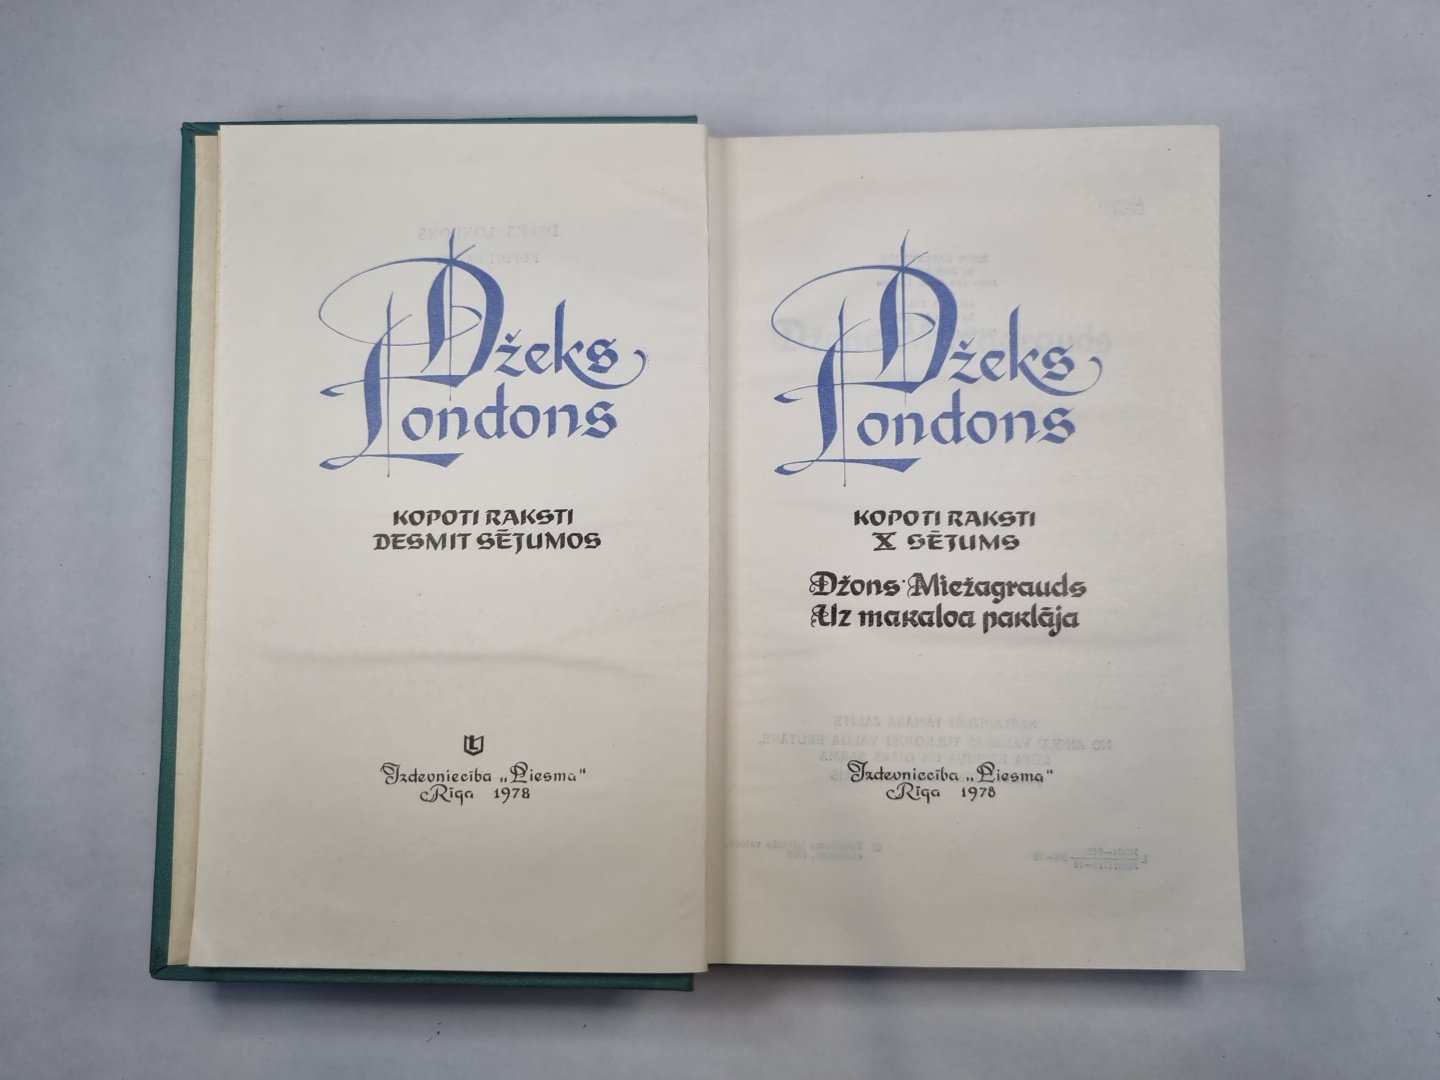 Džeks
Londons
KOPOTI RAKSTI
DESMIT SĒJUMOS
Izdevniecība „Liesma"
Rīga 1978
Džeks
Londons
KOPOTI RAKSTI
X SĒJUMS
Džons Miežagrauds
Uz makaloa paklāja
Izdevniecība „Liesma"
Rīga 1978